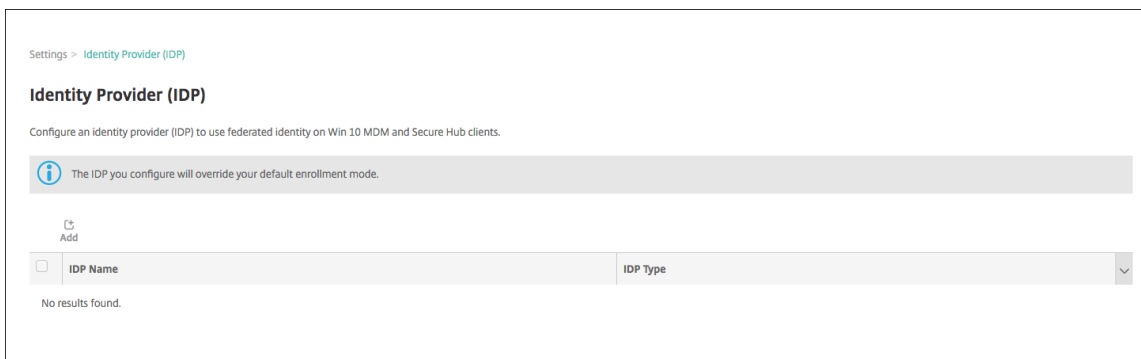 Settings > Identity Provider (IDP)
Identity Provider (IDP)
Configure an identity provider (IDP) to use federated identity on Win 10 MDM and Secure Hub clients.
The IDP you configure will override your default enrollment mode.
Add
IDP Name IDP Type
No results found.